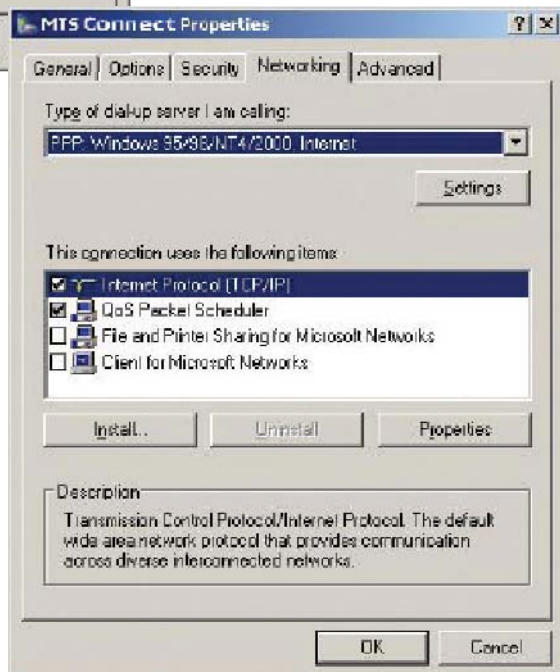 MTS Connect Properties
General Options Security Networking Advanced
Type of dial-up server I am calling:
PPP: Windows 95/98/NT4/2000, Internet
Settings
This connection uses the following items:
Internet Protocol (TCP/IP)
QoS Packet Scheduler
File and Printer Sharing for Microsoft Networks
Client for Microsoft Networks
Install...
Uninstall
Properties
Description
Transmission Control Protocol/Internet Protocol. The default
wide area network protocol that provides communication
across diverse interconnected networks.
OK
Cancel